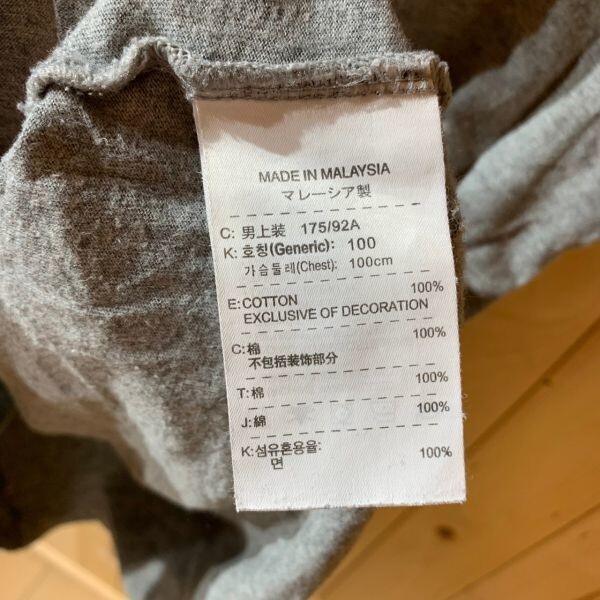 MADE IN MALAYSIA
マレーシア製
C: 男上装 175/92A
K: 호칭(Generic): 100
가슴둘레(Chest): 100cm
E: COTTON 100%
EXCLUSIVE OF DECORATION
C: 棉 100%
不包括装饰部分
T: 棉 100%
J: 綿 100%
K: 섬유혼용율:
면 100%